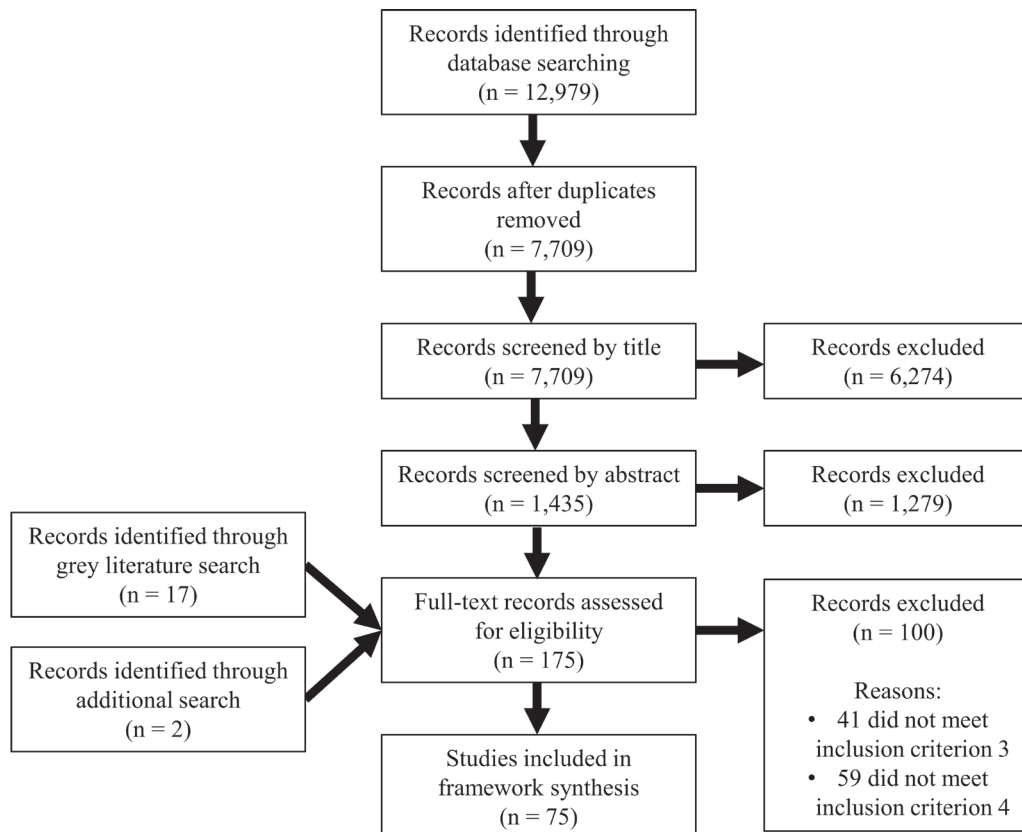 Records identified through
database searching
(n = 12,979)
Records after duplicates
removed
(n = 7,709)
Records screened by title
(n = 7,709)
Records excluded
(n = 6,274)
Records screened by abstract
(n = 1,435)
Records excluded
(n = 1,279)
Records identified through
grey literature search
(n = 17)
Records identified through
additional search
(n = 2)
Full-text records assessed
for eligibility
(n = 175)
Records excluded
(n = 100)
Reasons:
• 41 did not meet
inclusion criterion 3
• 59 did not meet
inclusion criterion 4
Studies included in
framework synthesis
(n = 75)